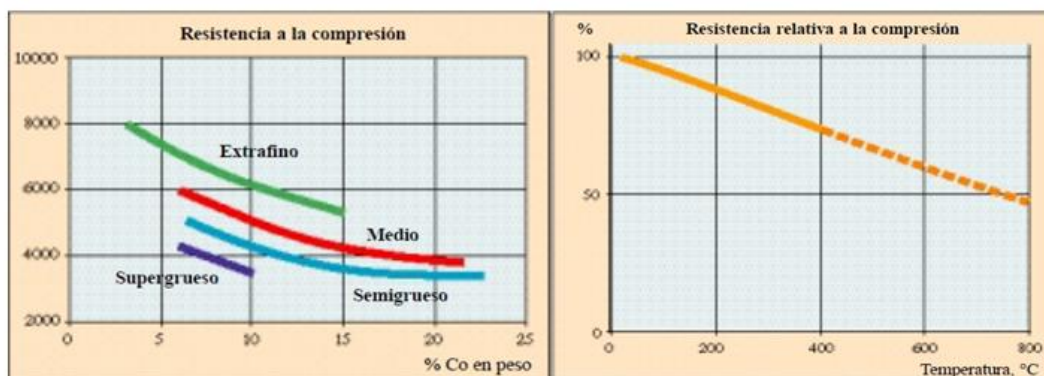 Resistencia a la compresión
10000
8000
6000
4000
2000
0
5
10
15
20
25
Extrafino
Medio
Supergrueso
Semigrueso
% Co en peso
%
Resistencia relativa a la compresión
100
50
0
0
200
400
600
800
Temperatura, °C